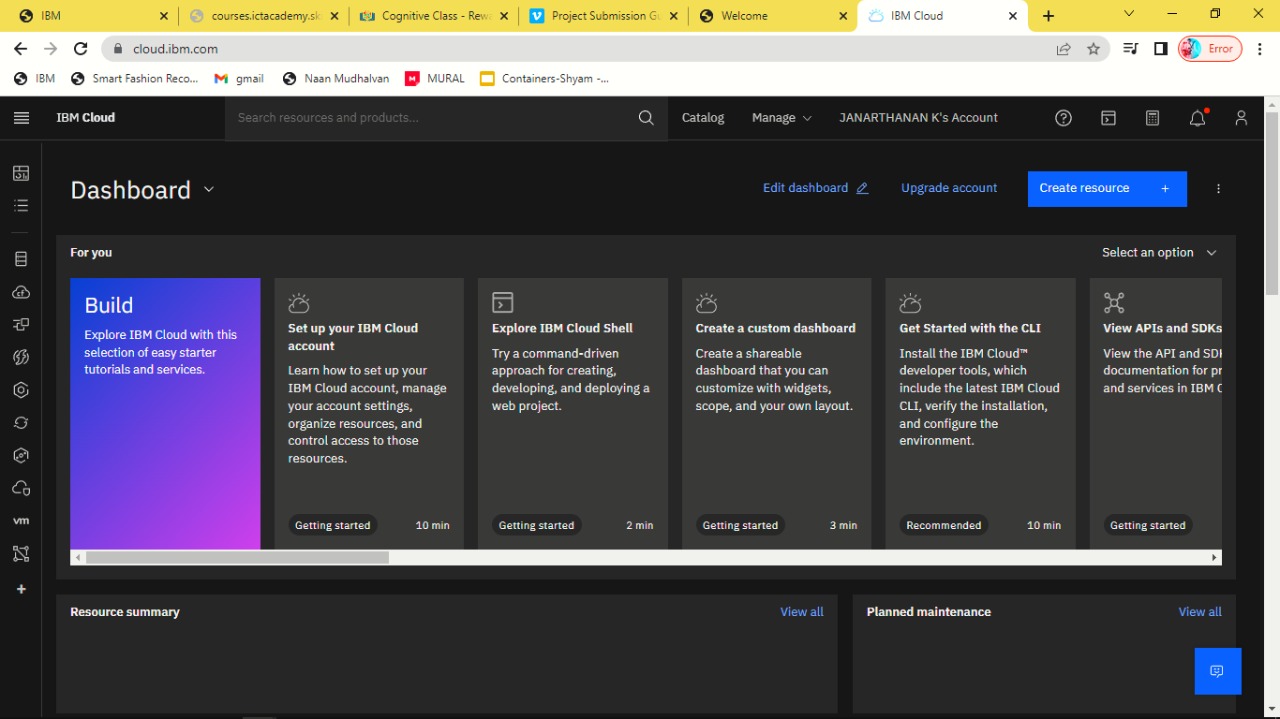 IBM
courses.ictacademy.sk
Cognitive Class - Rew
Project Submission Gu
Welcome
IBM Cloud
cloud.ibm.com
Error
IBM
Smart Fashion Reco...
gmail
Naan Mudhalvan
MURAL
Containers-Shyam -...
IBM Cloud
Search resources and products...
Catalog
Manage
JANARTHANAN K's Account
Dashboard
Edit dashboard
Upgrade account
Create resource +
For you
Select an option
Build
Explore IBM Cloud with this
selection of easy starter
tutorials and services.
Set up your IBM Cloud
account
Learn how to set up your
IBM Cloud account, manage
your account settings,
organize resources, and
control access to those
resources.
Getting started
10 min
Explore IBM Cloud Shell
Try a command-driven
approach for creating,
developing, and deploying a
web project.
Getting started
2 min
Create a custom dashboard
Create a shareable
dashboard that you can
customize with widgets,
scope, and your own layout.
Getting started
3 min
Get Started with the CLI
Install the IBM Cloud™
developer tools, which
include the latest IBM Cloud
CLI, verify the installation,
and configure the
environment.
Recommended
10 min
View APIs and SDKs
View the API and SDK
documentation for pr
and services in IBM C
Getting started
vm
Resource summary
View all
Planned maintenance
View all